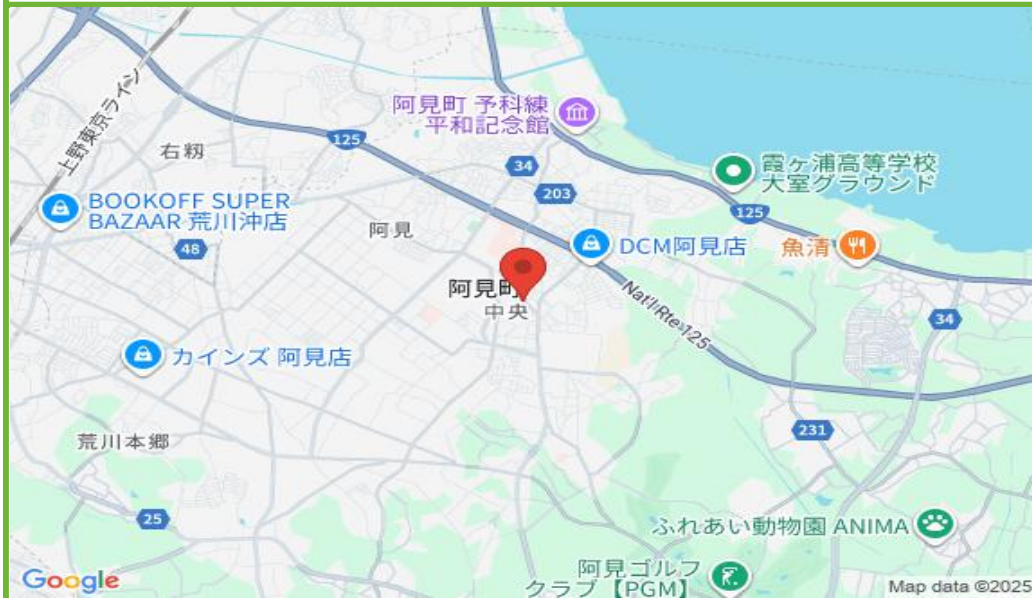 上野東京ライン
右籾
125
阿見町 予科練
平和記念館
34
203
霞ヶ浦高等学校
大室グラウンド
125
BOOKOFF SUPER
BAZAAR 荒川沖店
48
阿見
DCM阿見店
魚清
阿見町
中央
Nat'l Rte 125
34
カインズ 阿見店
荒川本郷
231
25
ふれあい動物園 ANIMA
阿見ゴルフ
クラブ【PGM】
Google
Map data ©2025